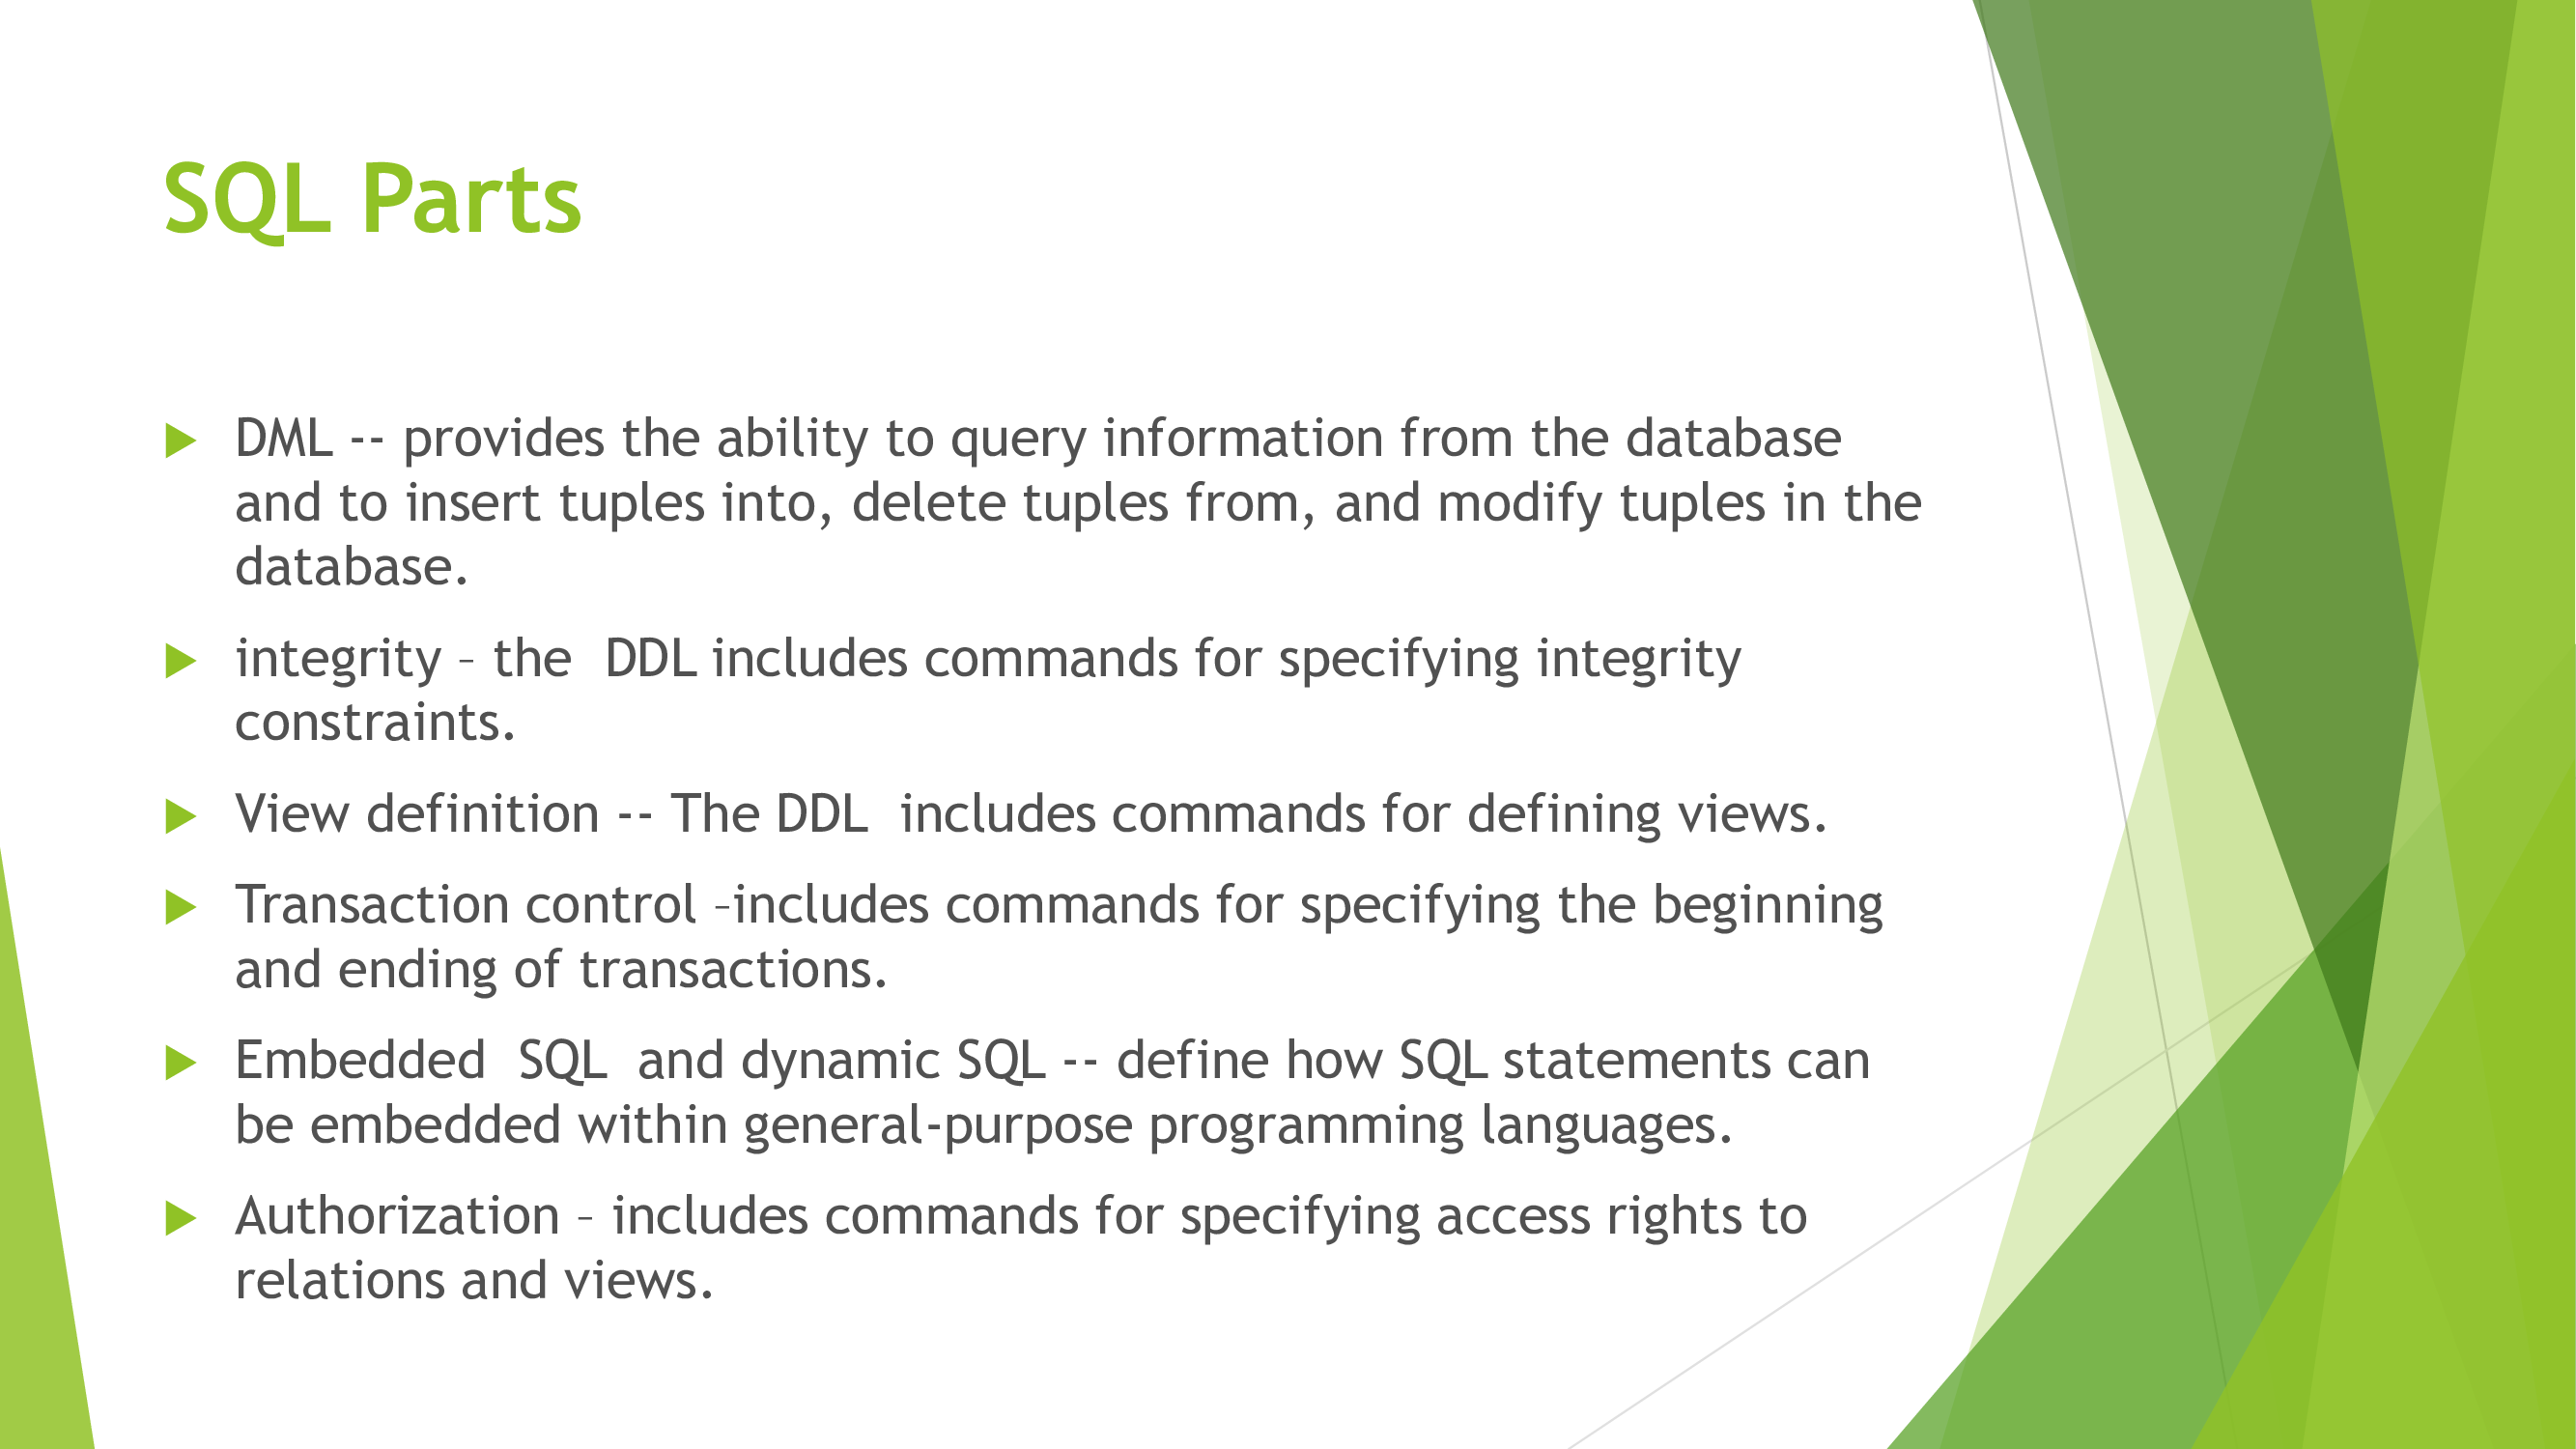 SQL Parts
DML -- provides the ability to query information from the database
and to insert tuples into, delete tuples from, and modify tuples in the
database.
integrity – the  DDL includes commands for specifying integrity
constraints.
View definition -- The DDL  includes commands for defining views.
Transaction control –includes commands for specifying the beginning
and ending of transactions.
Embedded  SQL  and dynamic SQL -- define how SQL statements can
be embedded within general-purpose programming languages.
Authorization – includes commands for specifying access rights to
relations and views.